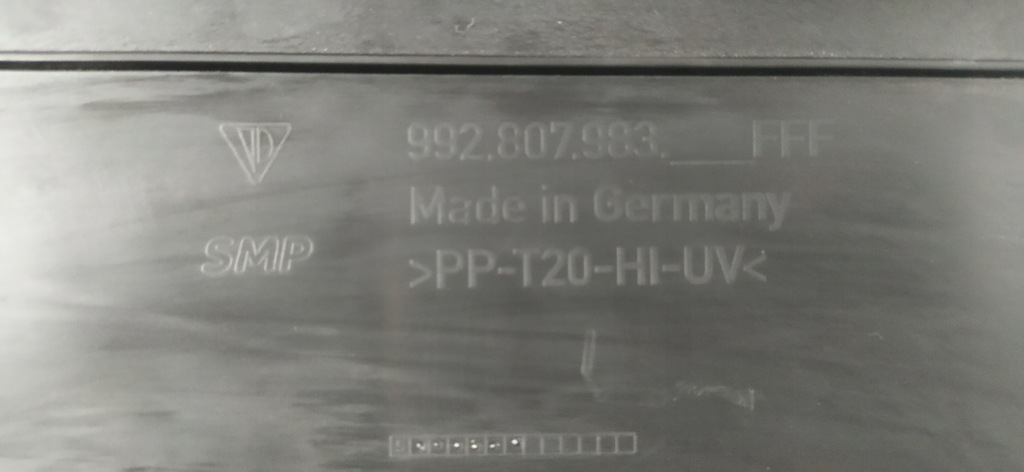 992.807.983.___FFF
Made in Germany
SMP
>PP-T20-HI-UV<